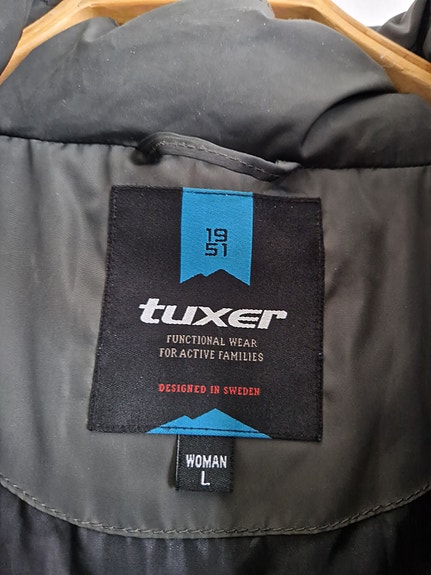 19
51
tuxer
FUNCTIONAL WEAR
FOR ACTIVE FAMILIES
DESIGNED IN SWEDEN
WOMAN
L